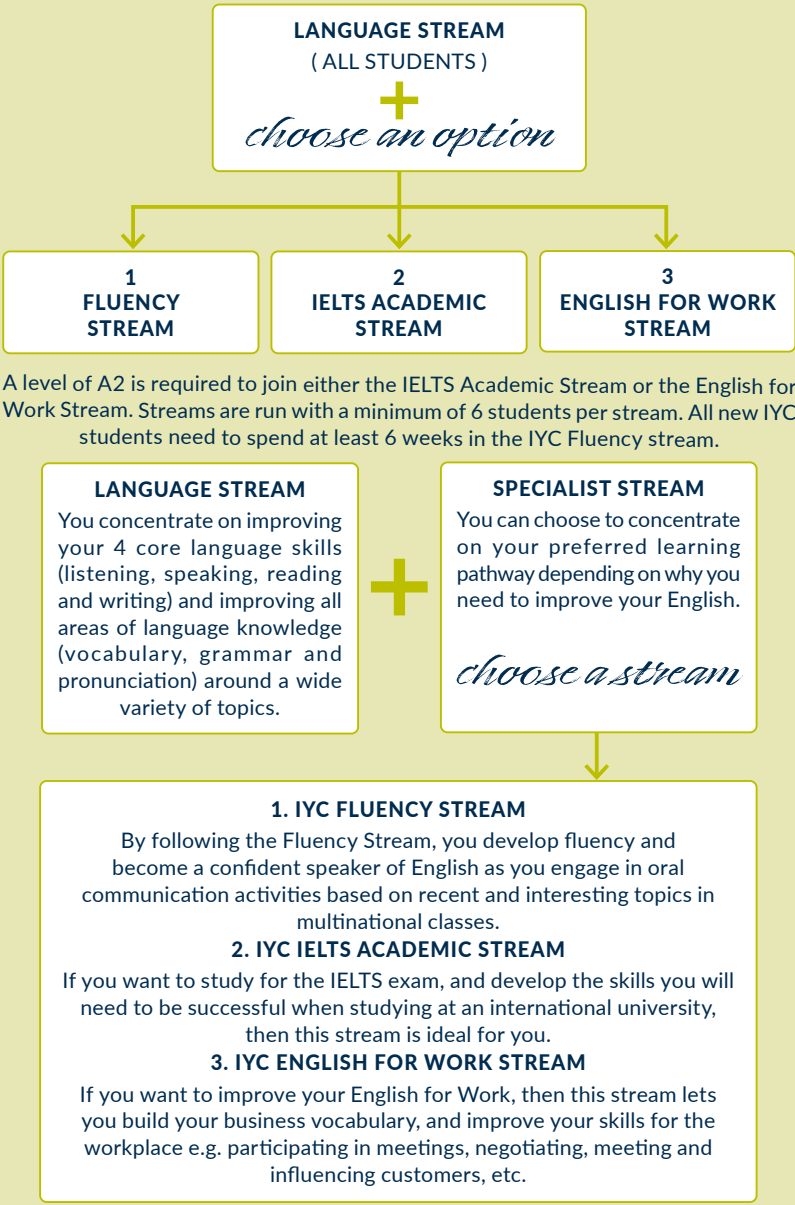 LANGUAGE STREAM
( ALL STUDENTS )
+
choose an option
1
FLUENCY
STREAM
2
IELTS ACADEMIC
STREAM
3
ENGLISH FOR WORK
STREAM
A level of A2 is required to join either the IELTS Academic Stream or the English for
Work Stream. Streams are run with a minimum of 6 students per stream. All new IYC
students need to spend at least 6 weeks in the IYC Fluency stream.
LANGUAGE STREAM
You concentrate on improving
your 4 core language skills
(listening, speaking, reading
and writing) and improving all
areas of language knowledge
(vocabulary, grammar and
pronunciation) around a wide
variety of topics.
+
SPECIALIST STREAM
You can choose to concentrate
on your preferred learning
pathway depending on why you
need to improve your English.
choose a stream
1. IYC FLUENCY STREAM
By following the Fluency Stream, you develop fluency and
become a confident speaker of English as you engage in oral
communication activities based on recent and interesting topics in
multinational classes.
2. IYC IELTS ACADEMIC STREAM
If you want to study for the IELTS exam, and develop the skills you will
need to be successful when studying at an international university,
then this stream is ideal for you.
3. IYC ENGLISH FOR WORK STREAM
If you want to improve your English for Work, then this stream lets
you build your business vocabulary, and improve your skills for the
workplace e.g. participating in meetings, negotiating, meeting and
influencing customers, etc.